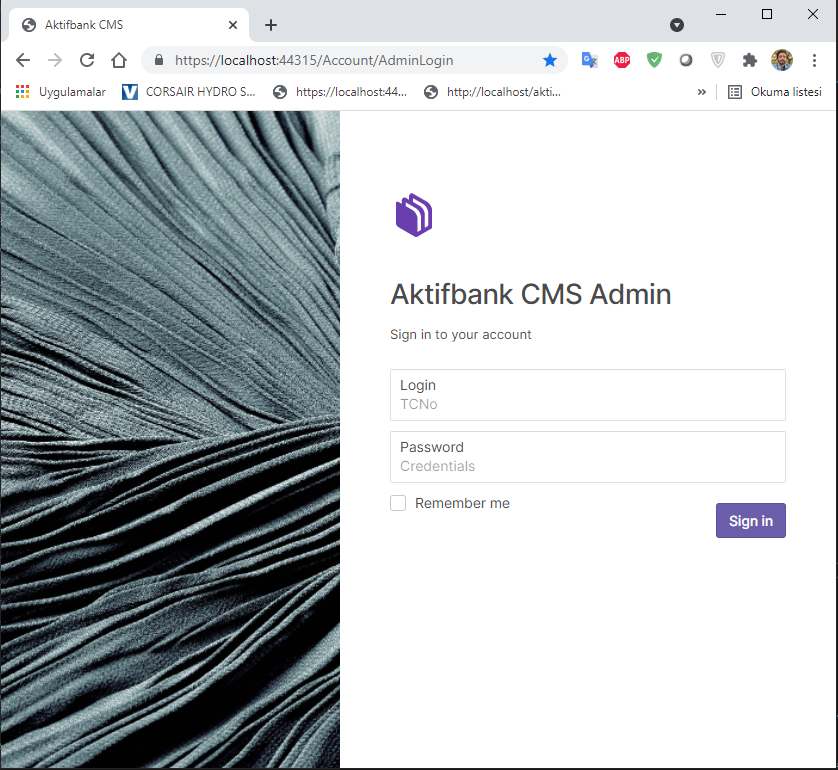 Aktifbank CMS
https://localhost:44315/Account/AdminLogin
ABP
Uygulamalar
CORSAIR HYDRO S...
https://localhost:44...
http://localhost/akti...
»
Okuma listesi
Aktifbank CMS Admin
Sign in to your account
Login
TCNo
Password
Credentials
Remember me
Sign in